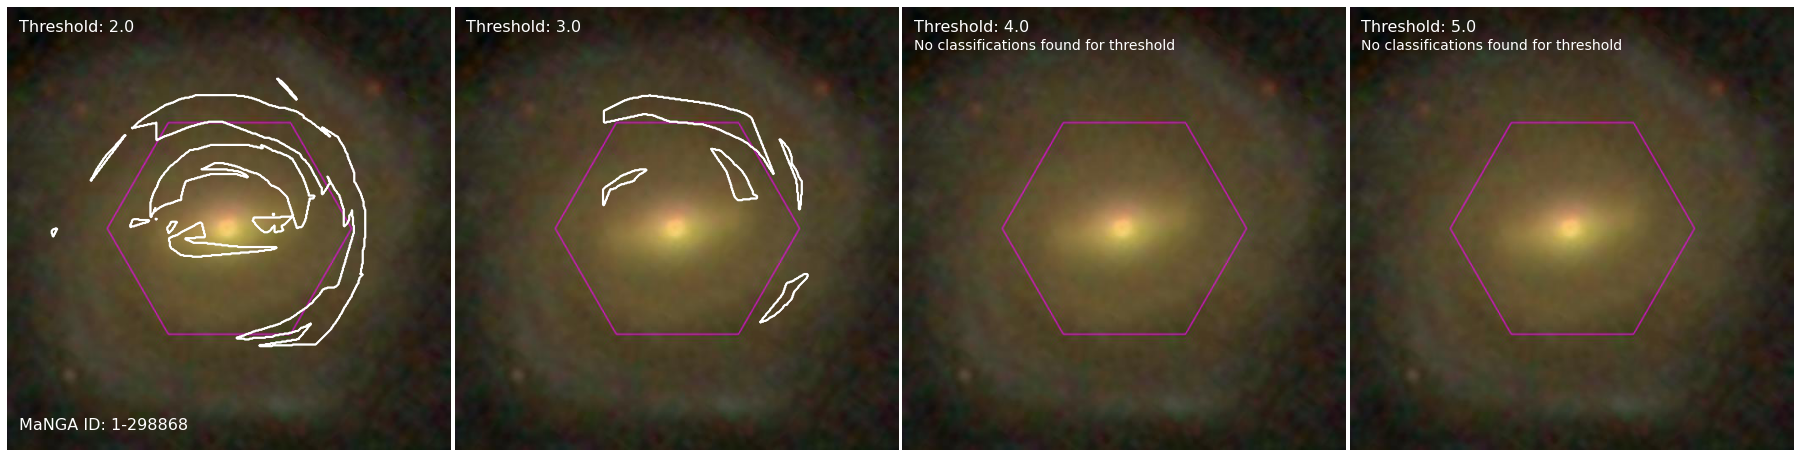 Threshold: 2.0
MaNGA ID: 1-298868
Threshold: 3.0
Threshold: 4.0
No classifications found for threshold
Threshold: 5.0
No classifications found for threshold